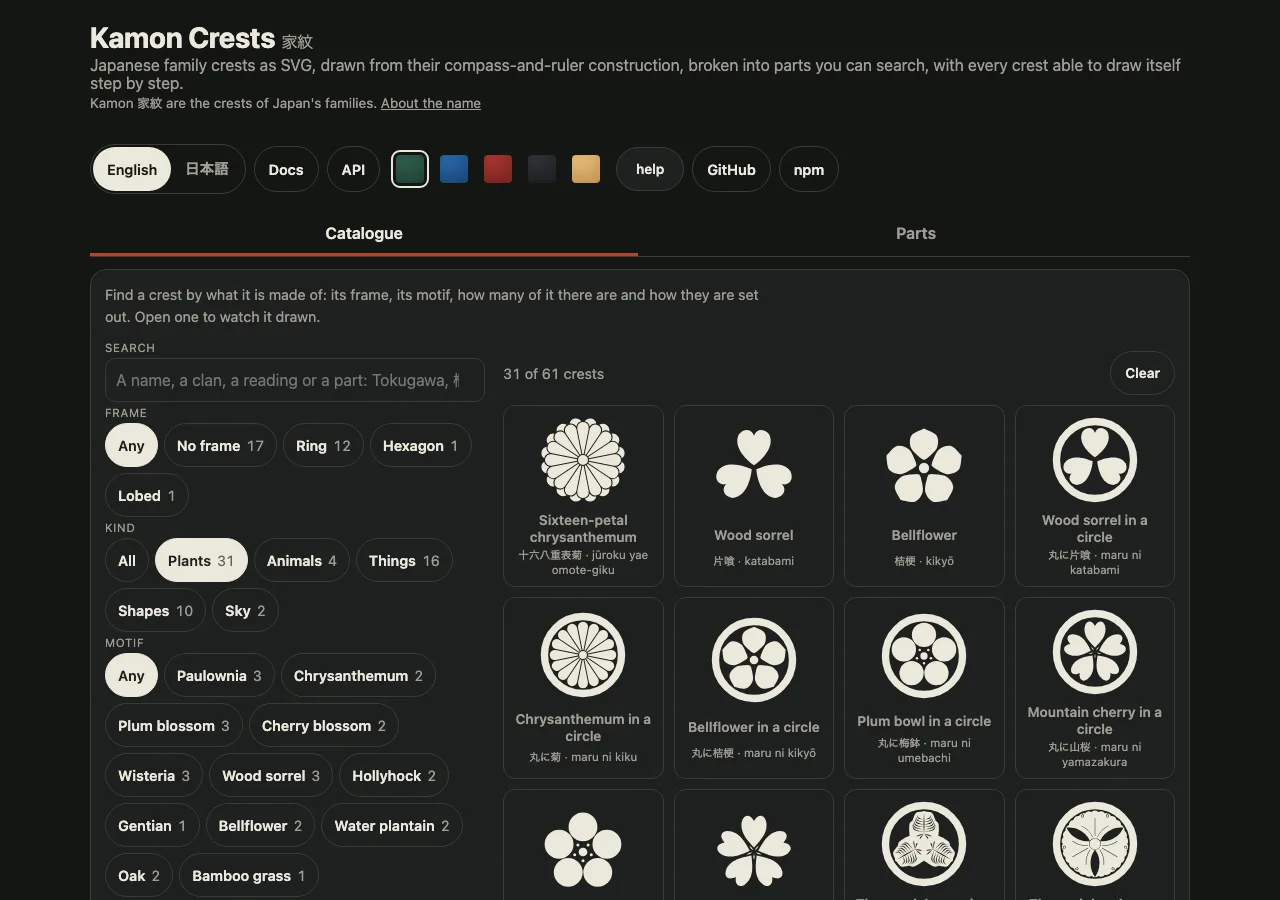 Kamon Crests 家紋
Japanese family crests as SVG, drawn from their compass-and-ruler construction, broken into parts you can search, with every crest able to draw itself
step by step.
Kamon 家紋 are the crests of Japan's families. About the name
English 日本語 Docs API help GitHub npm
Catalogue Parts
Find a crest by what it is made of: its frame, its motif, how many of it there are and how they are set
out. Open one to watch it drawn.
SEARCH
A name, a clan, a reading or a part: Tokugawa,
31 of 61 crests
Clear
FRAME
Any No frame 17 Ring 12 Hexagon 1
Lobed 1
KIND
All Plants 31 Animals 4 Things 16
Shapes 10 Sky 2
MOTIF
Any Paulownia 3 Chrysanthemum 2
Plum blossom 3 Cherry blossom 2
Wisteria 3 Wood sorrel 3 Hollyhock 2
Gentian 1 Bellflower 2 Water plantain 2
Oak 2 Bamboo grass 1
Sixteen-petal
chrysanthemum
十六八重表菊 · jūroku yae
omote-giku
Wood sorrel
片喰 · katabami
Bellflower
桔梗 · kikyō
Wood sorrel in a
circle
丸に片喰 · maru ni
katabami
Chrysanthemum in a
circle
丸に菊 · maru ni kiku
Bellflower in a circle
丸に桔梗 · maru ni kikyō
Plum bowl in a circle
丸に梅鉢 · maru ni
umebachi
Mountain cherry in a
circle
丸に山桜 · maru ni
yamazakura